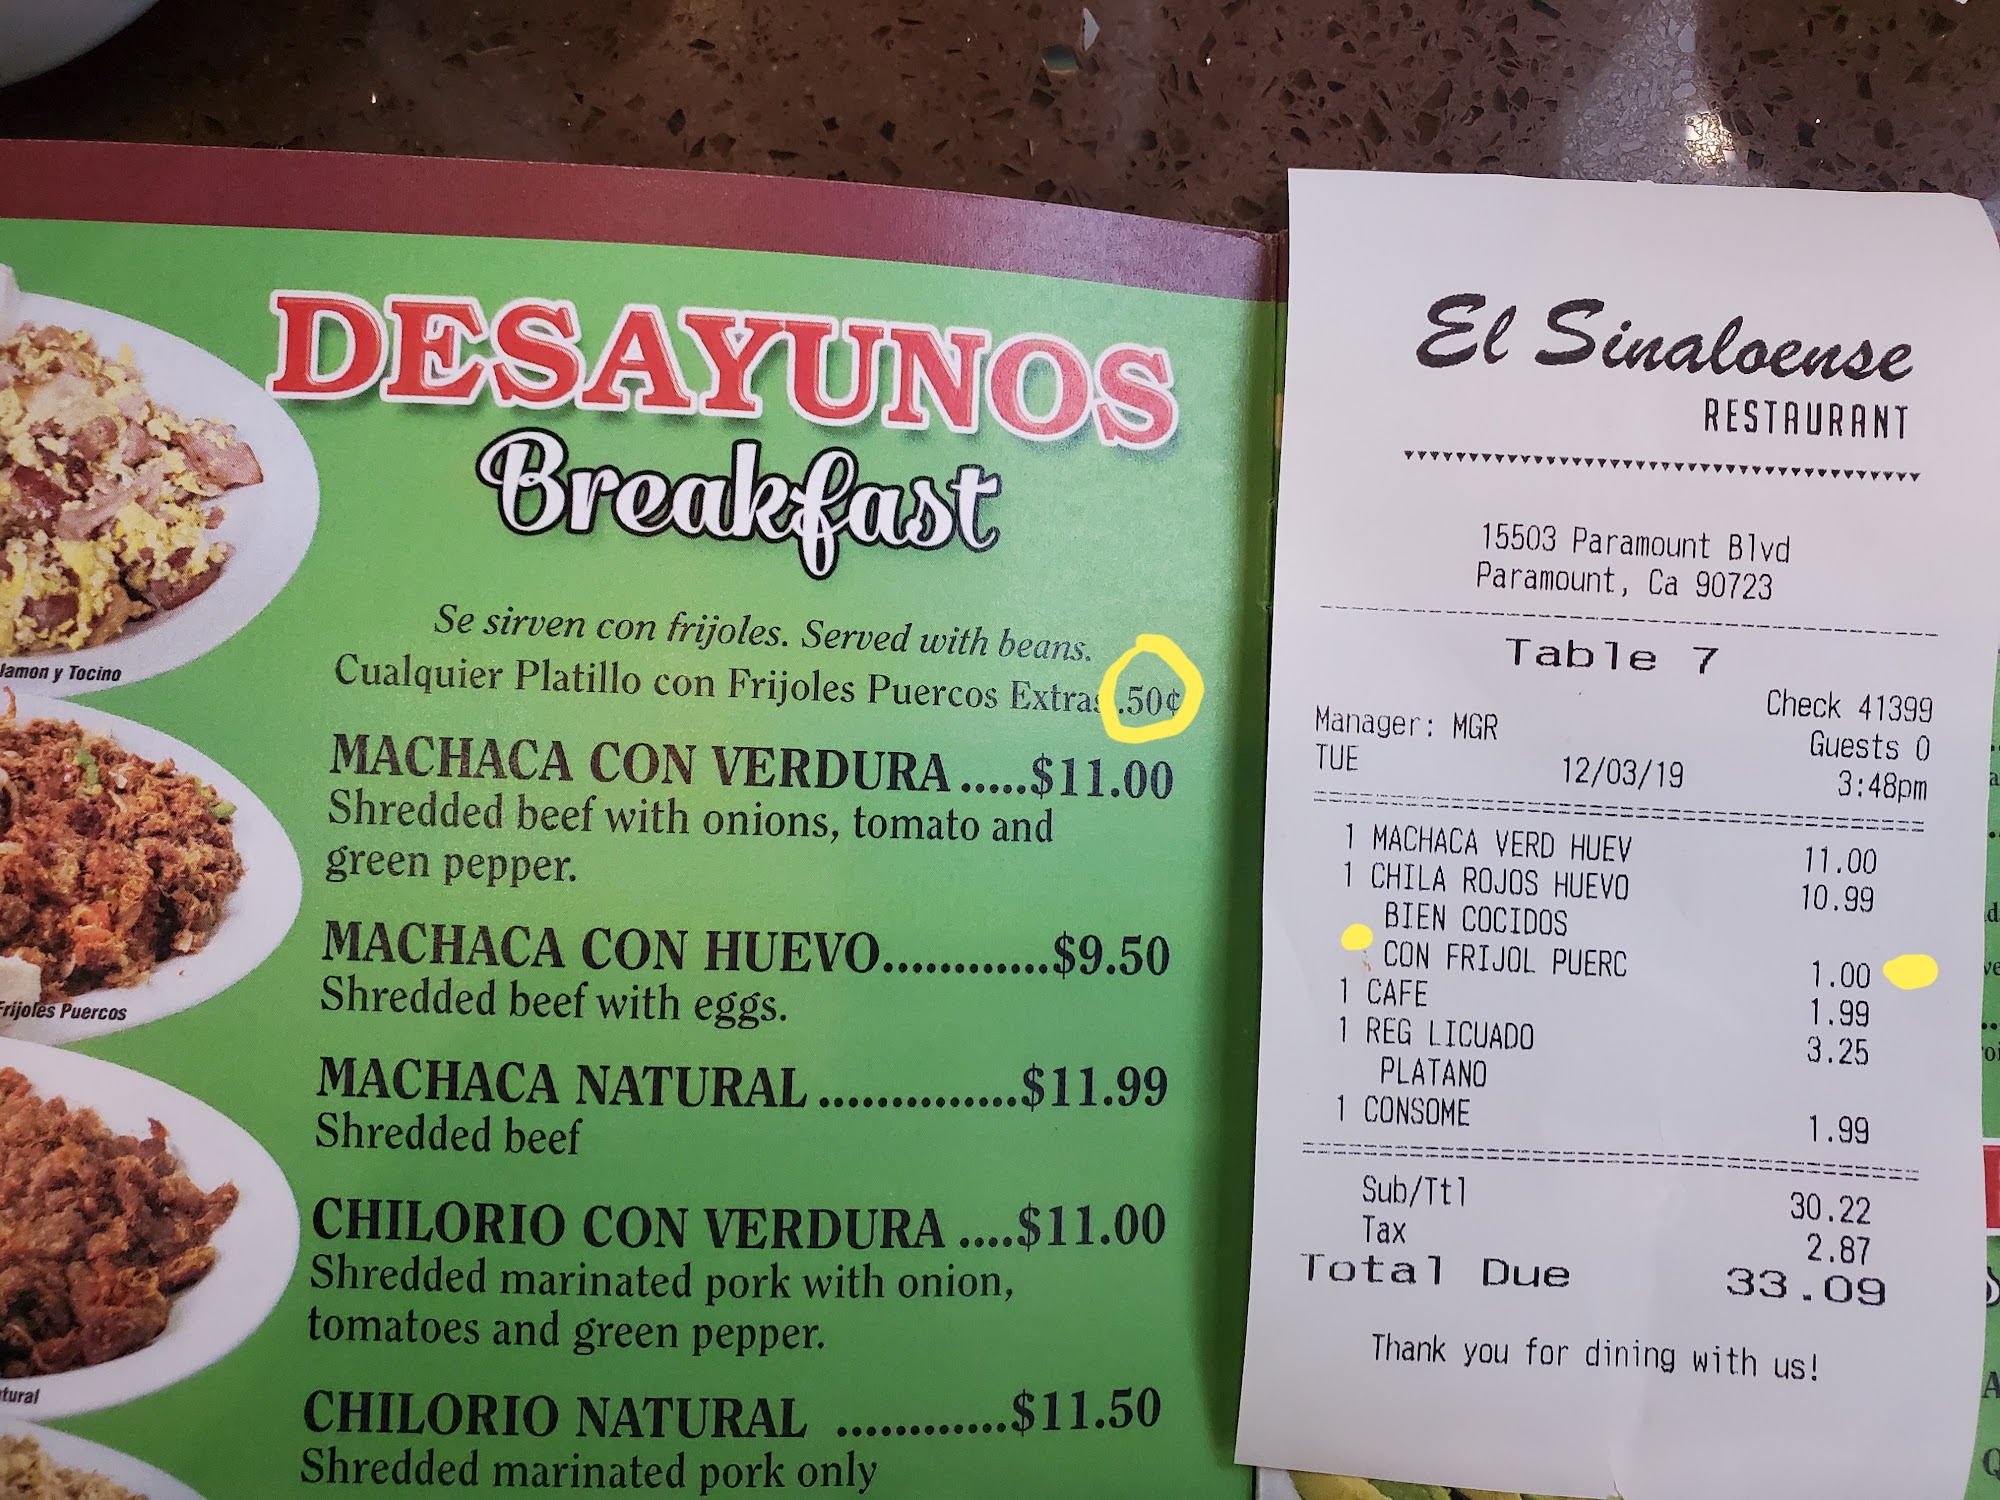 DESAYUNOS
Breakfast
Se sirven con frijoles. Served with beans.
Cualquier Platillo con Frijoles Puercos Extras .50¢
MACHACA CON VERDURA.....$11.00
Shredded beef with onions, tomato and
green pepper.
MACHACA CON HUEVO............$9.50
Shredded beef with eggs.
MACHACA NATURAL..............$11.99
Shredded beef
CHILORIO CON VERDURA....$11.00
Shredded marinated pork with onion,
tomatoes and green pepper.
CHILORIO NATURAL ............$11.50
Shredded marinated pork only
Jamon y Tocino
Frijoles Puercos
El Sinaloense
RESTAURANT
15503 Paramount Blvd
Paramount, Ca 90723
Table 7
Check 41399
Manager: MGR Guests 0
TUE 12/03/19 3:48pm
1 MACHACA VERD HUEV 11.00
1 CHILA ROJOS HUEVO 10.99
BIEN COCIDOS
CON FRIJOL PUERC 1.00
1 CAFE 1.99
1 REG LICUADO 3.25
PLATANO
1 CONSOME 1.99
Sub/Ttl 30.22
Tax 2.87
Total Due 33.09
Thank you for dining with us!